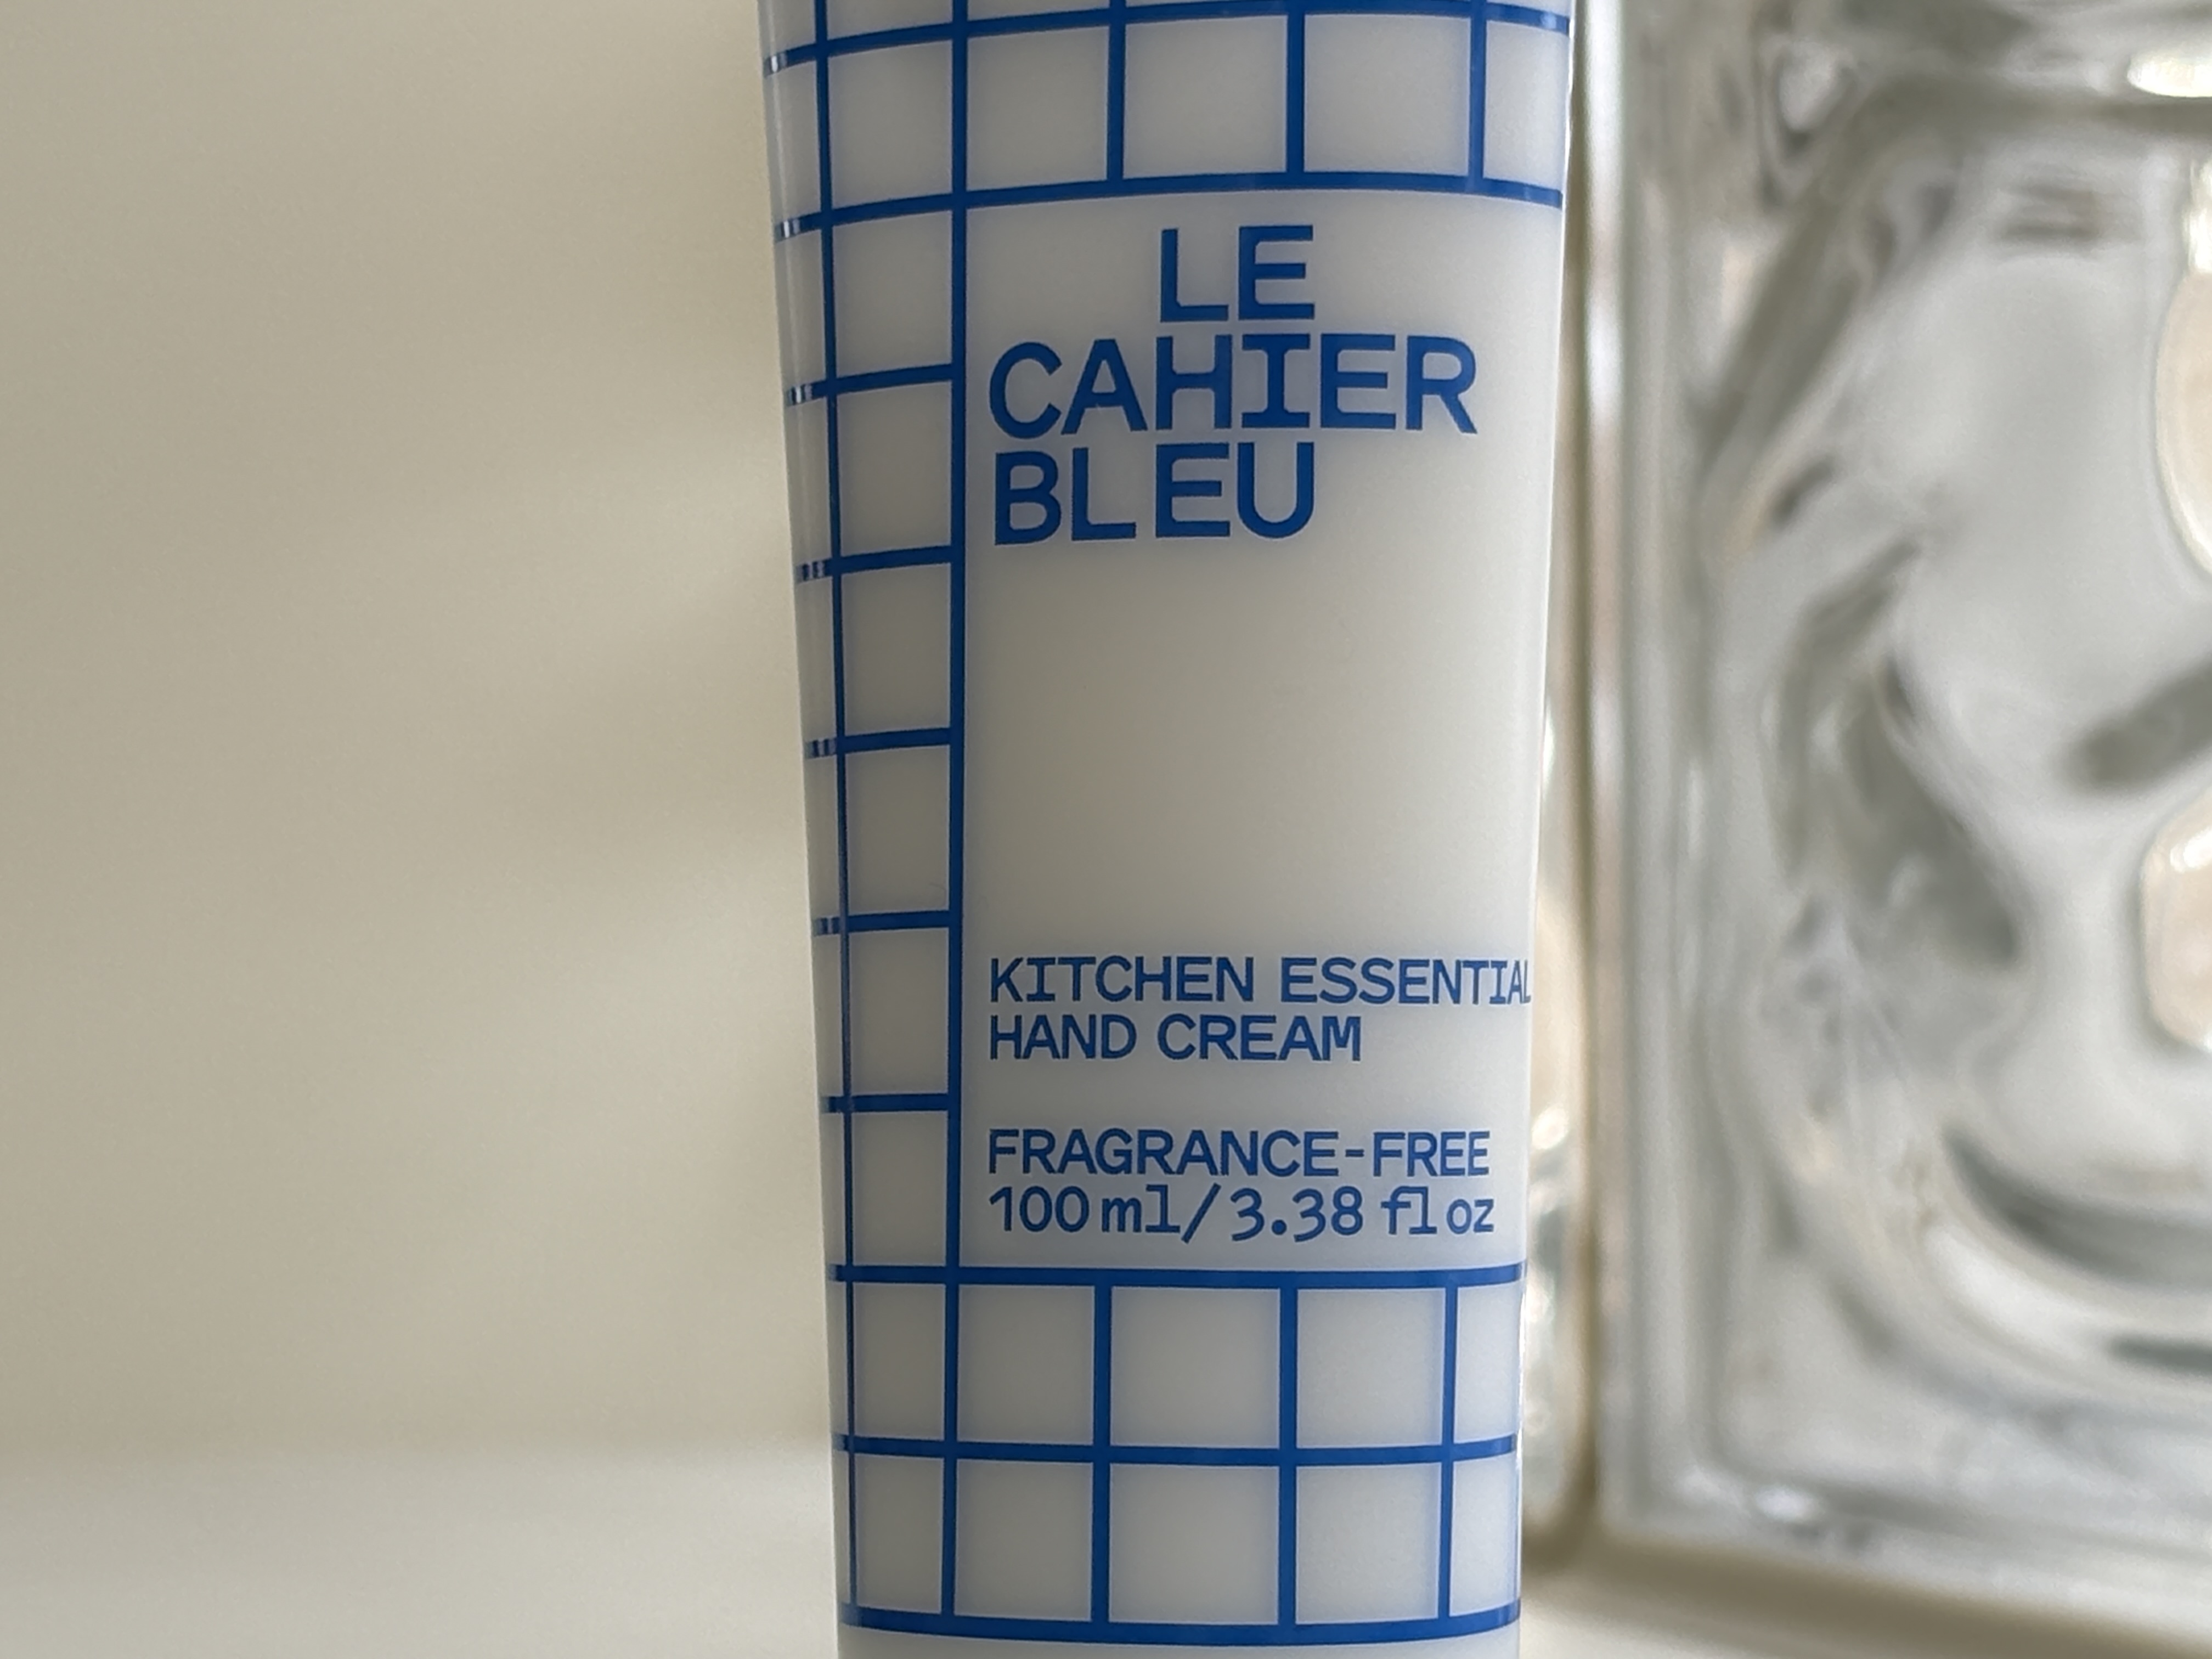 LE
CAHIER
BLEU
KITCHEN ESSENTIAL
HAND CREAM
FRAGRANCE-FREE
100 ml/3.38 fl oz